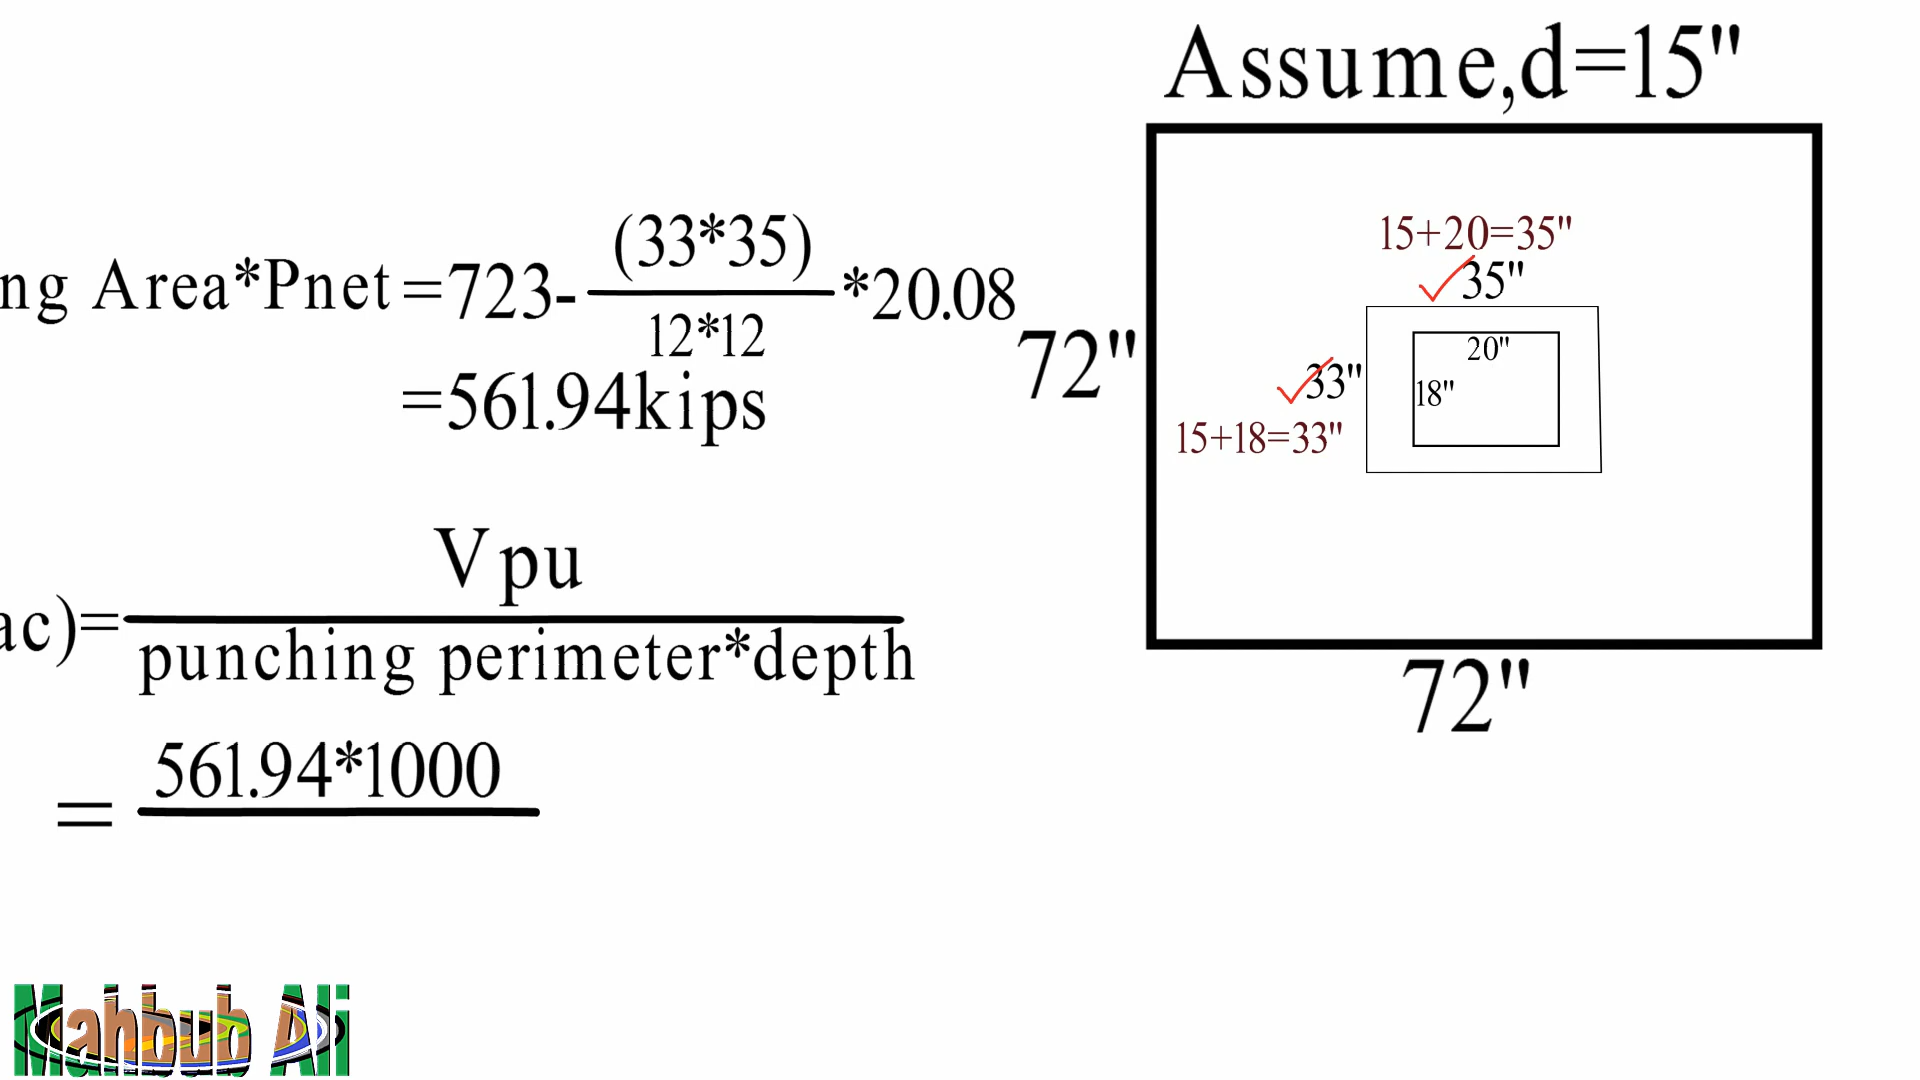 Assume,d=15"
15+20=35"
35"
(33*35)
ng Area*Pnet =723- *20.08
12*12
=561.94kips
72"
20"
33" 18"
15+18=33"
Vpu
ac)=
punching perimeter*depth
72"
561.94*1000
=
Mahbub Ali